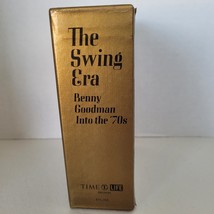 The
Swing
Era
Benny
Goodman
Into the '70s
TIME LIFE